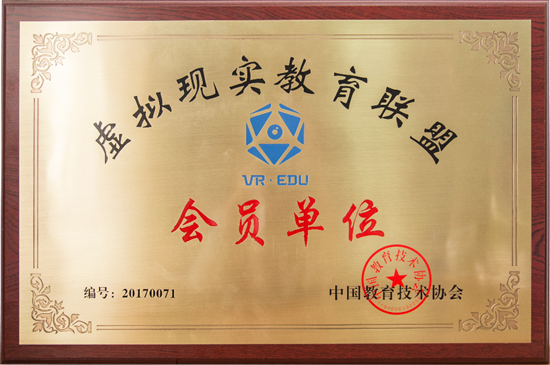 虚拟现实教育联盟
VR·EDU
会员单位
编号: 20170071
中国教育技术协会